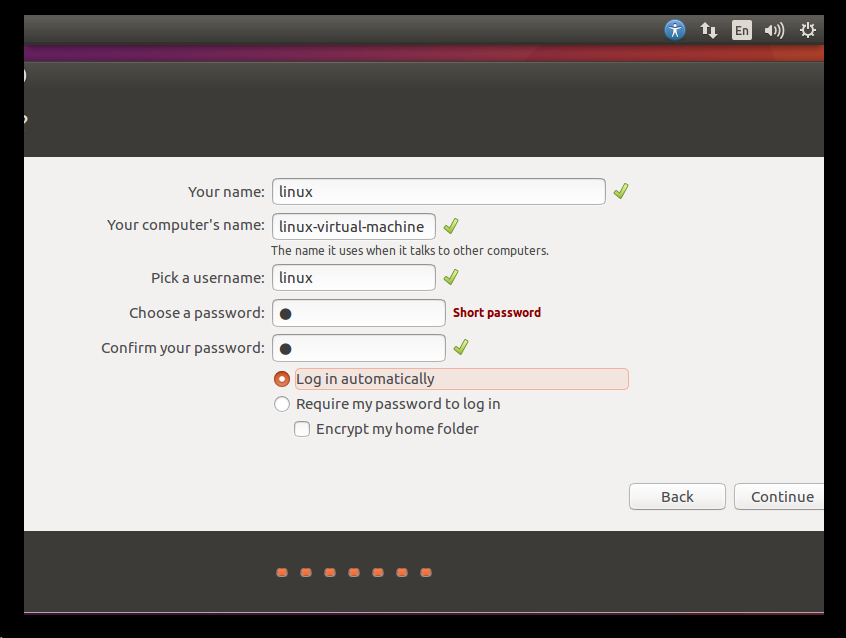 En
Your name: linux
Your computer's name: linux-virtual-machine
The name it uses when it talks to other computers.
Pick a username: linux
Choose a password: ● Short password
Confirm your password: ●
Log in automatically
Require my password to log in
Encrypt my home folder
Back Continue